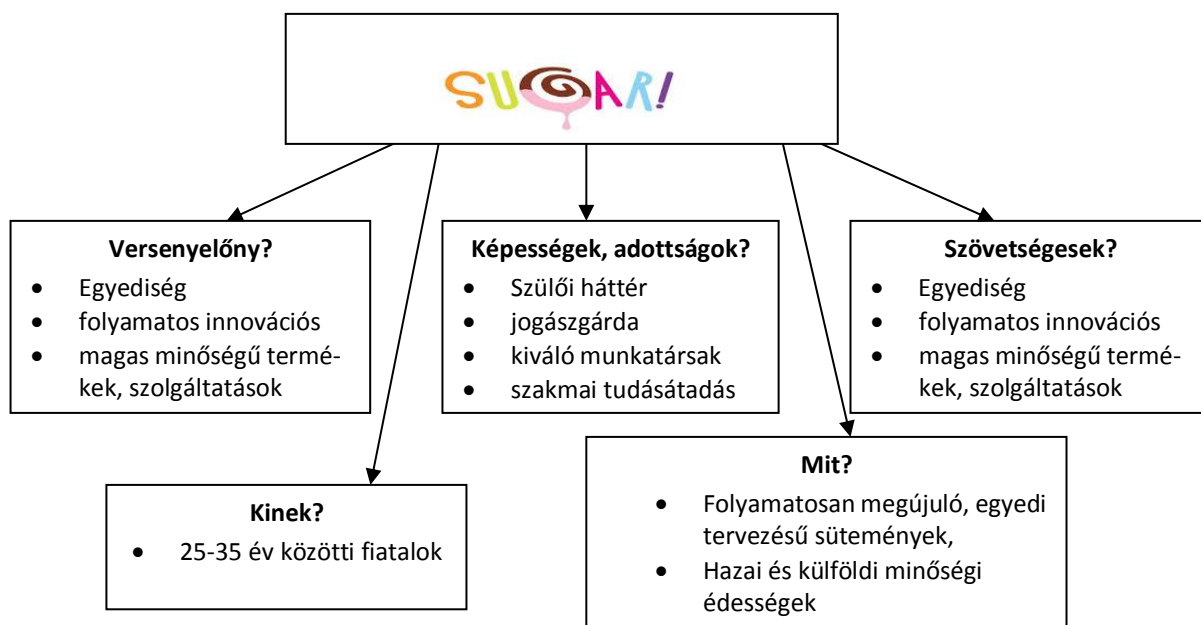 SUGAR!
Versenyelőny?
• Egyediség
• folyamatos innovációs
• magas minőségű termé-
kek, szolgáltatások
Képességek, adottságok?
• Szülői háttér
• jogászgárda
• kiváló munkatársak
• szakmai tudásátadás
Szövetségesek?
• Egyediség
• folyamatos innovációs
• magas minőségű termé-
kek, szolgáltatások
Kinek?
• 25-35 év közötti fiatalok
Mit?
• Folyamatosan megújuló, egyedi
tervezésű sütemények,
• Hazai és külföldi minőségi
édességek